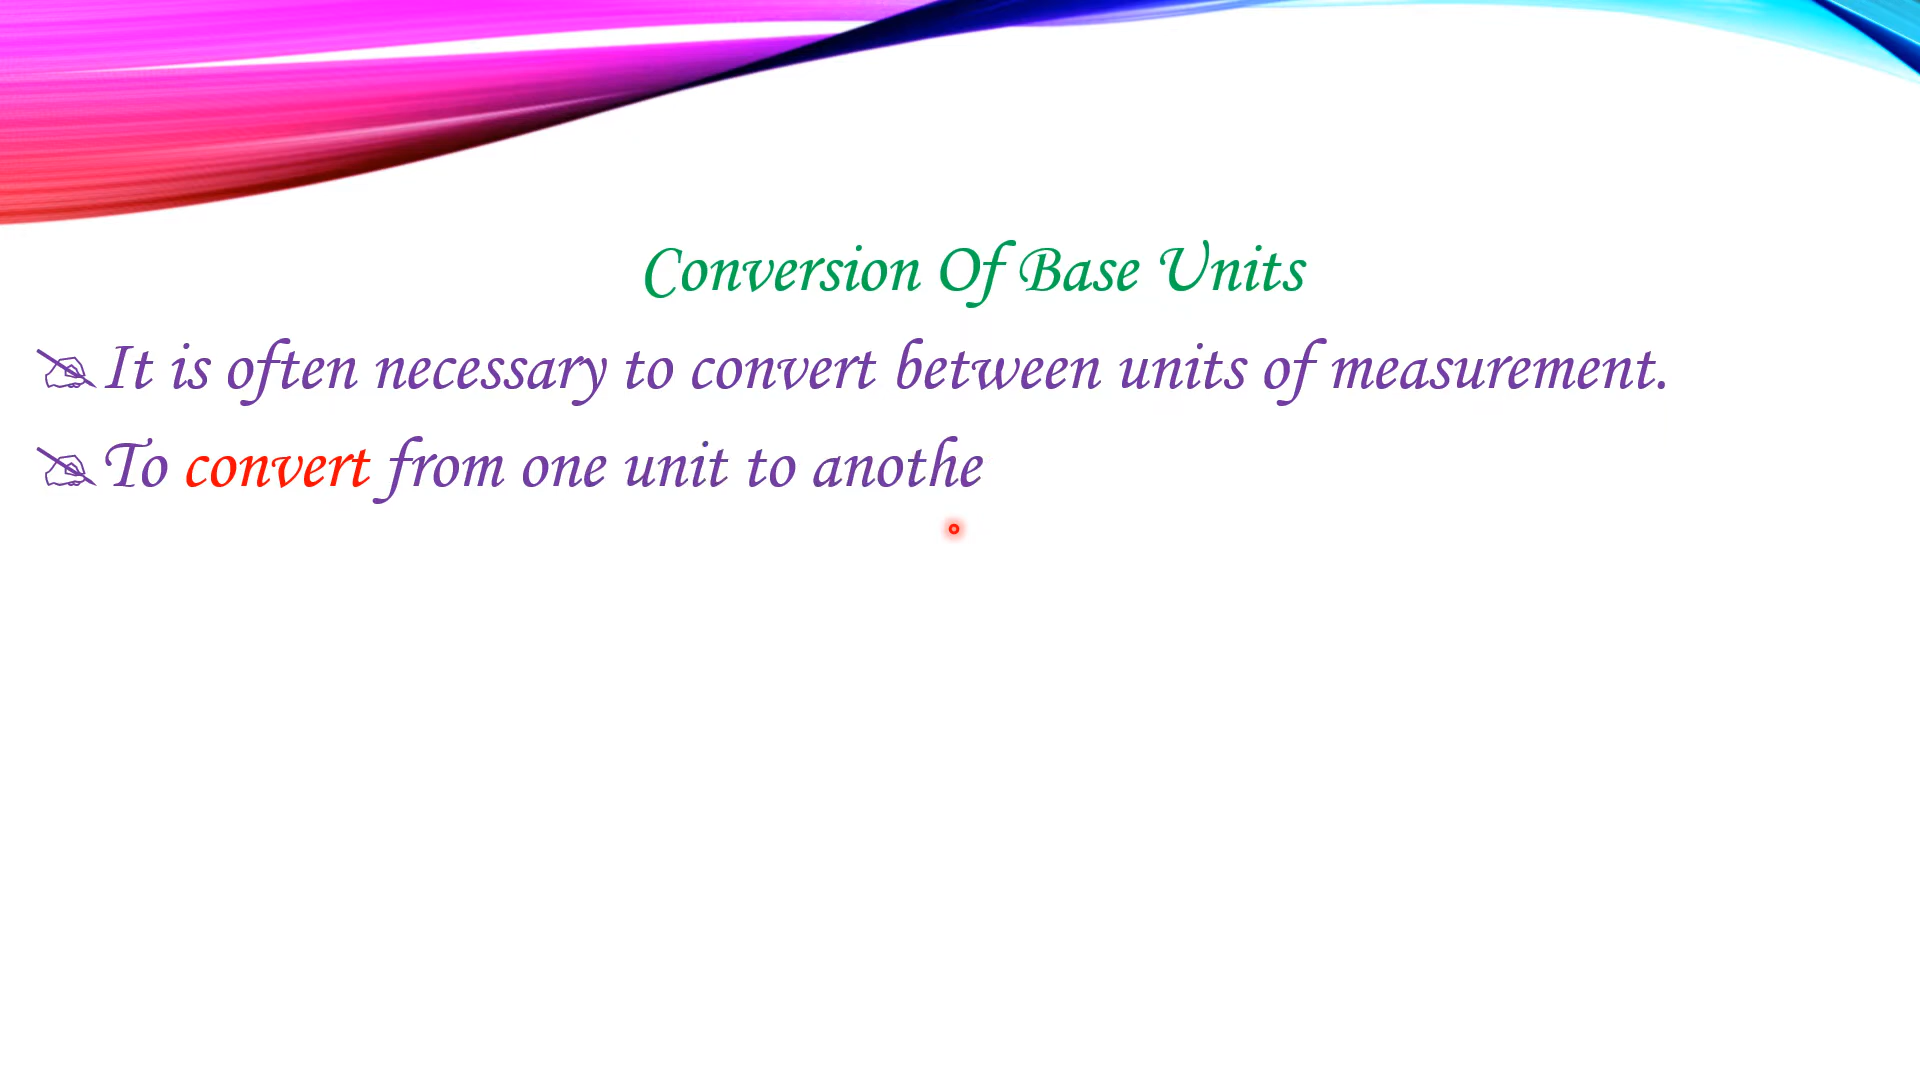 Conversion Of Base Units
It is often necessary to convert between units of measurement.
To convert from one unit to anothe